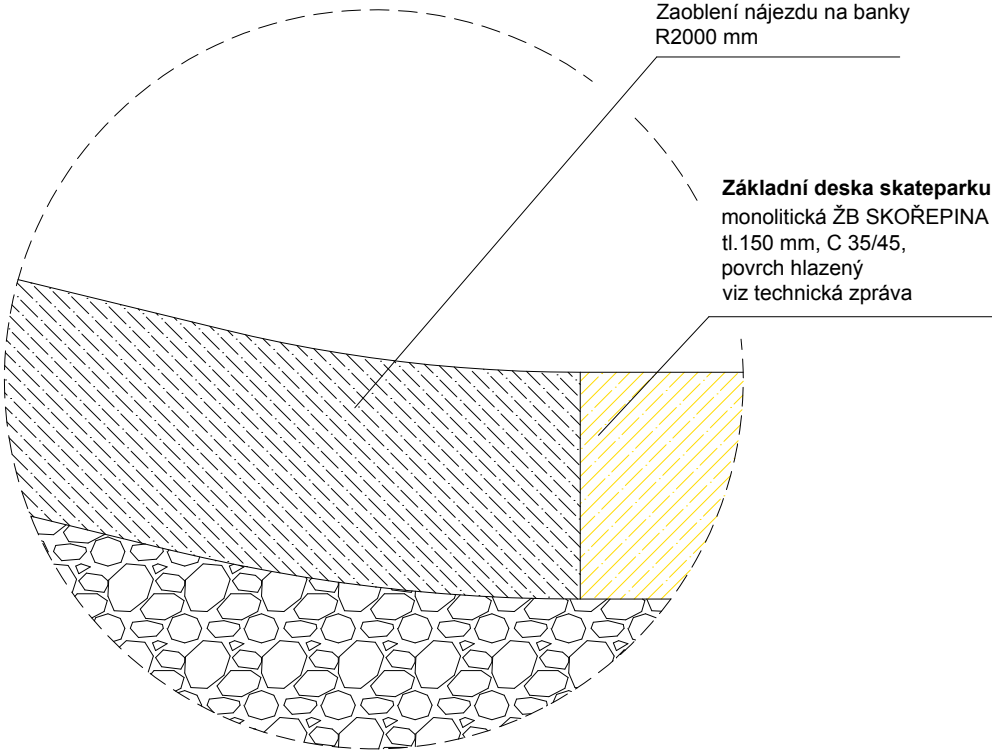 Zaoblení nájezdu na banky
R2000 mm
Základní deska skateparku
monolitická ŽB SKOŘEPINA
tl.150 mm, C 35/45,
povrch hlazený
viz technická zpráva